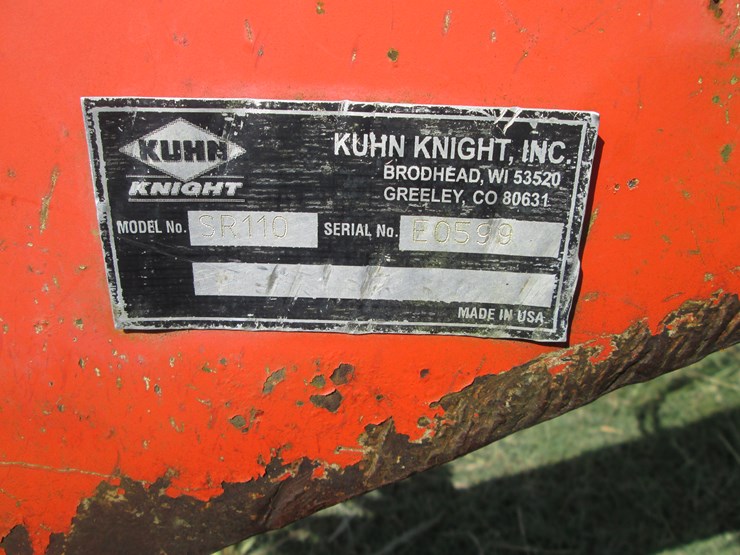 KUHN
KNIGHT
KUHN KNIGHT, INC.
BRODHEAD, WI 53520
GREELEY, CO 80631
MODEL No. SR110 SERIAL No. E0599
MADE IN USA